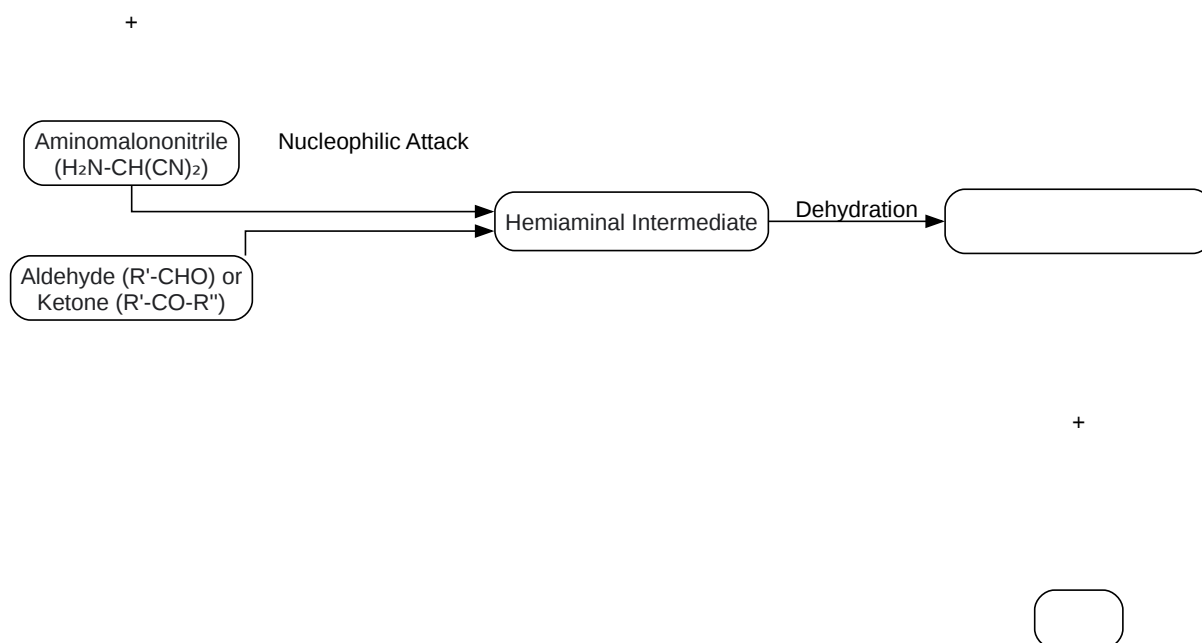 +
Aminomalononitrile
(H₂N-CH(CN)₂)
Nucleophilic Attack
Hemiaminal Intermediate
Dehydration
Aldehyde (R'-CHO) or
Ketone (R'-CO-R")
+